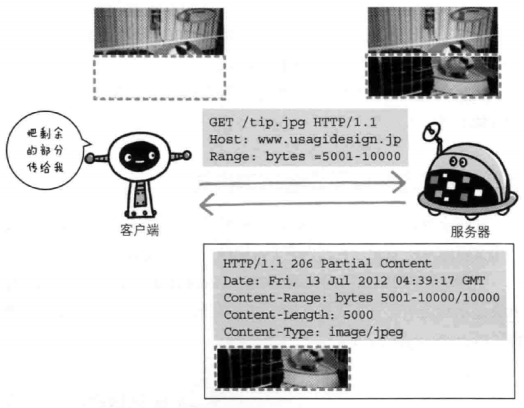 把剩余
的部分
传给我
GET /tip.jpg HTTP/1.1
Host: www.usagidesign.jp
Range: bytes =5001-10000
客户端
服务器
HTTP/1.1 206 Partial Content
Date: Fri, 13 Jul 2012 04:39:17 GMT
Content-Range: bytes 5001-10000/10000
Content-Length: 5000
Content-Type: image/jpeg